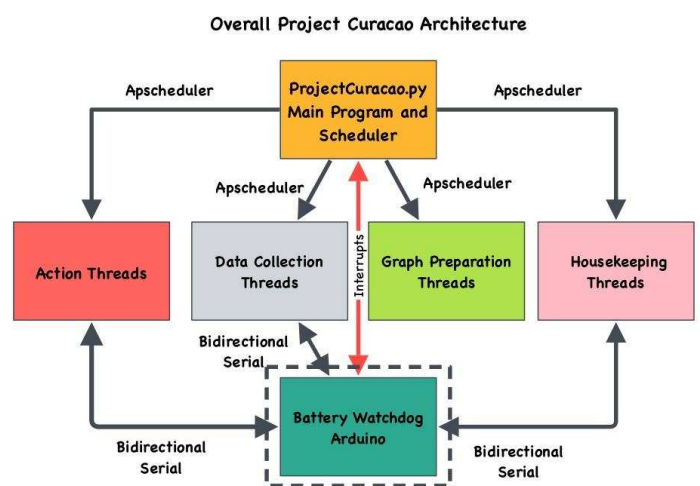 Overall Project Curacao Architecture
ProjectCuracao.py
Main Program and
Scheduler
Apscheduler
Apscheduler
Apscheduler
Apscheduler
Action Threads
Data Collection
Threads
Interrupts
Graph Preparation
Threads
Housekeeping
Threads
Bidirectional
Serial
Battery Watchdog
Arduino
Bidirectional
Serial
Bidirectional
Serial